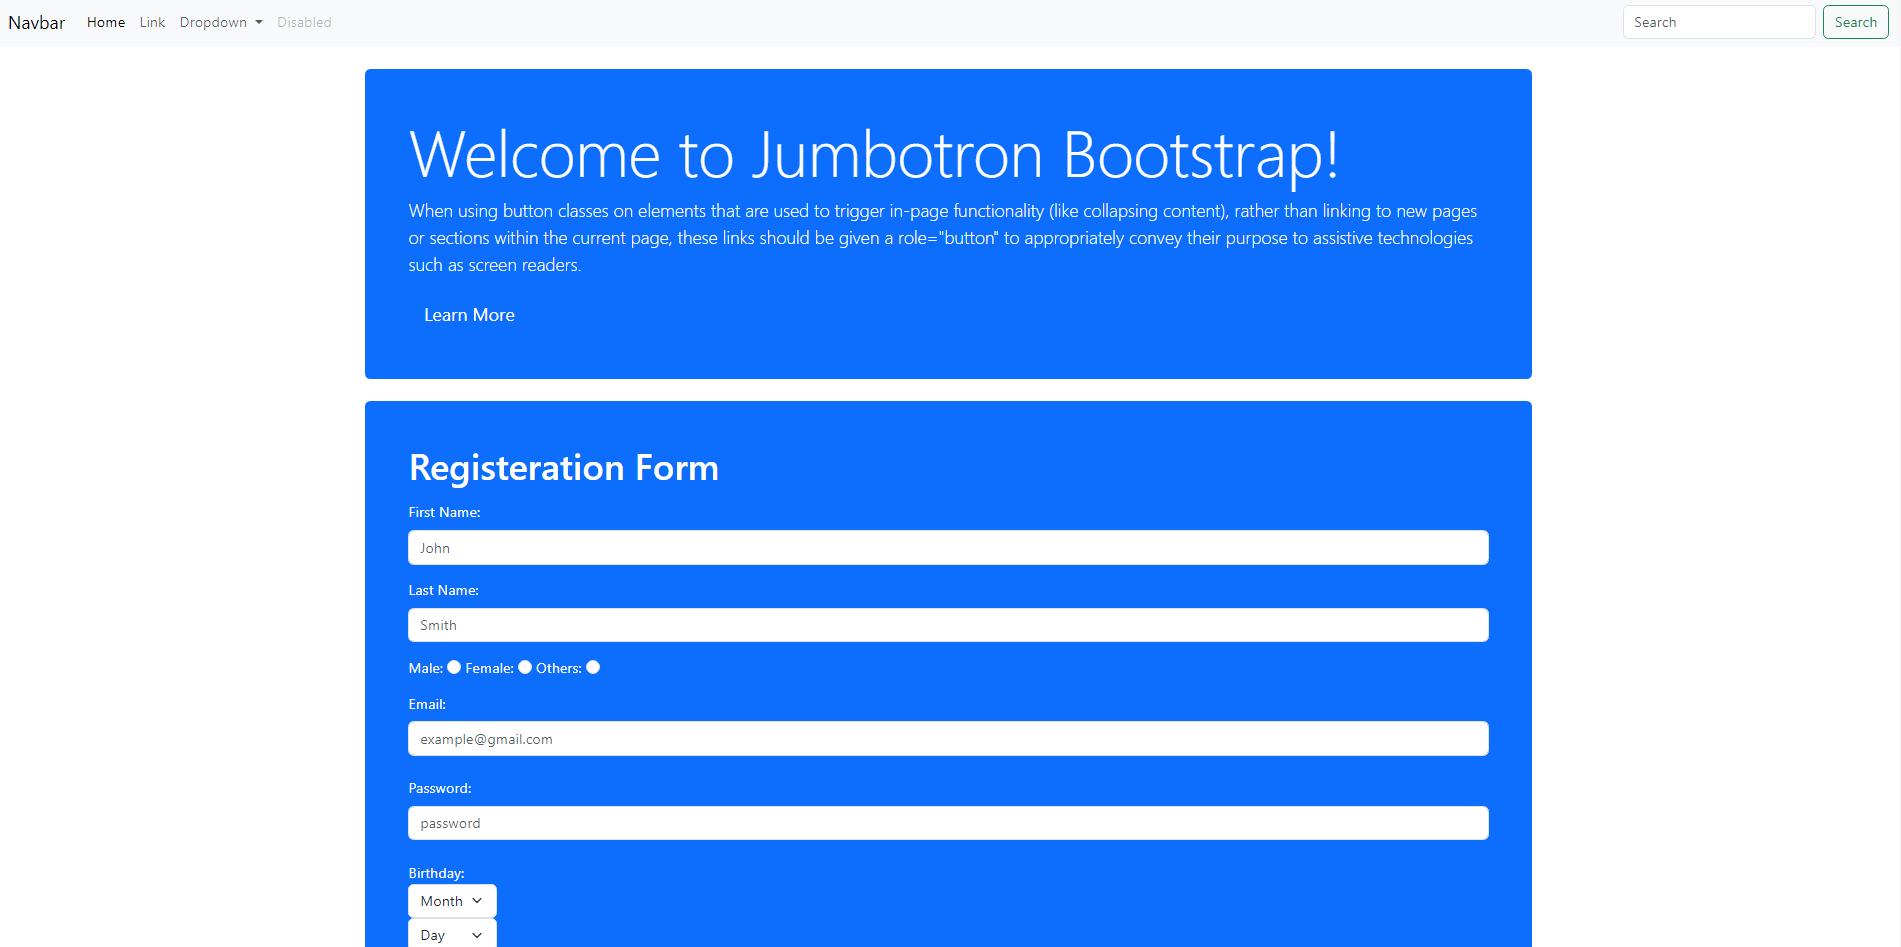 Navbar Home Link Dropdown Disabled Search Search
Welcome to Jumbotron Bootstrap!
When using button classes on elements that are used to trigger in-page functionality (like collapsing content), rather than linking to new pages
or sections within the current page, these links should be given a role="button" to appropriately convey their purpose to assistive technologies
such as screen readers.
Learn More
Registeration Form
First Name:
John
Last Name:
Smith
Male: Female: Others:
Email:
example@gmail.com
Password:
password
Birthday:
Month
Day